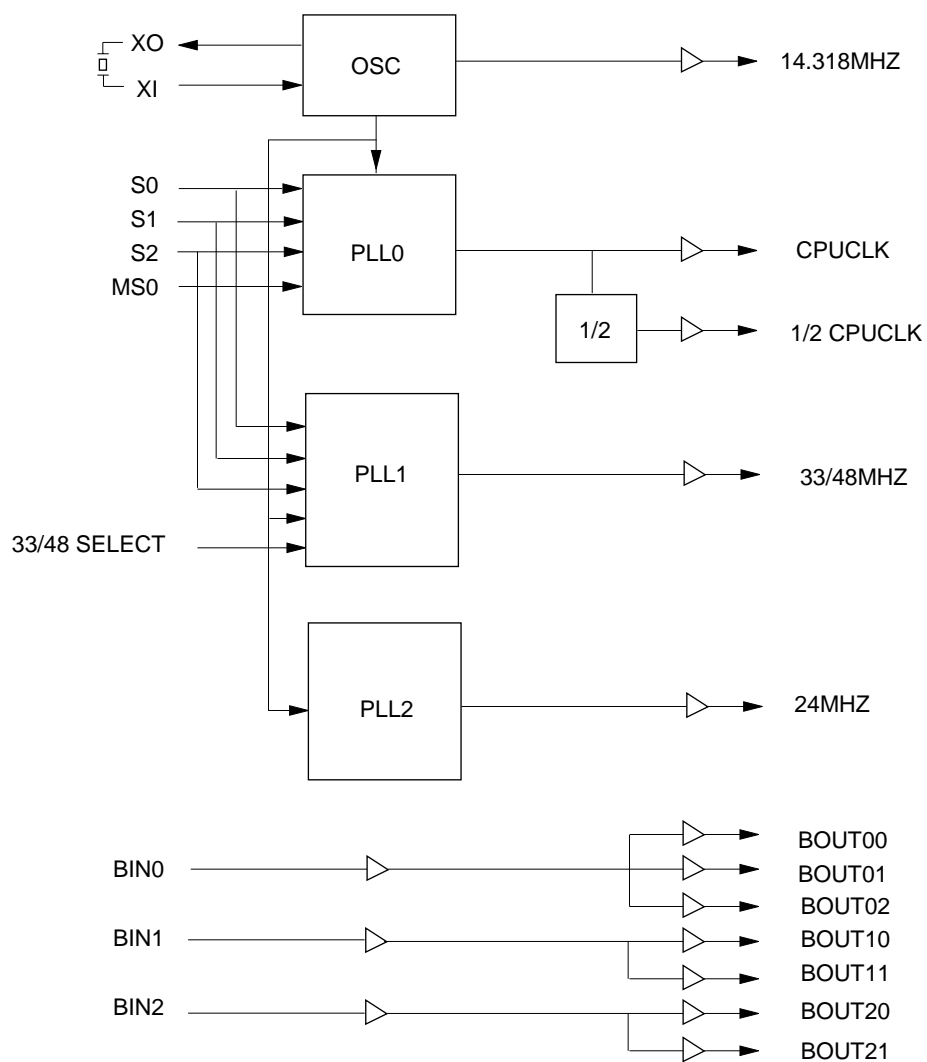 XO
OSC
14.318MHZ
XI
S0
S1
S2
MS0
PLL0
CPUCLK
1/2
1/2 CPUCLK
PLL1
33/48MHZ
33/48 SELECT
PLL2
24MHZ
BIN0
BOUT00
BOUT01
BOUT02
BIN1
BOUT10
BOUT11
BIN2
BOUT20
BOUT21